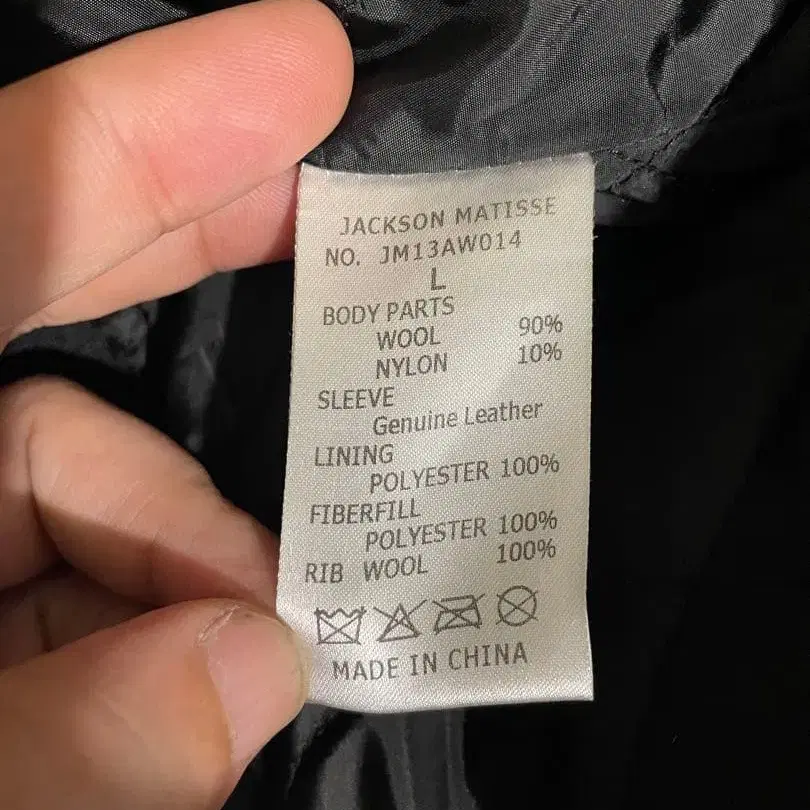 JACKSON MATISSE
NO. JM13AW014
L
BODY PARTS
WOOL 90%
NYLON 10%
SLEEVE
Genuine Leather
LINING
POLYESTER 100%
FIBERFILL
POLYESTER 100%
RIB WOOL 100%
MADE IN CHINA